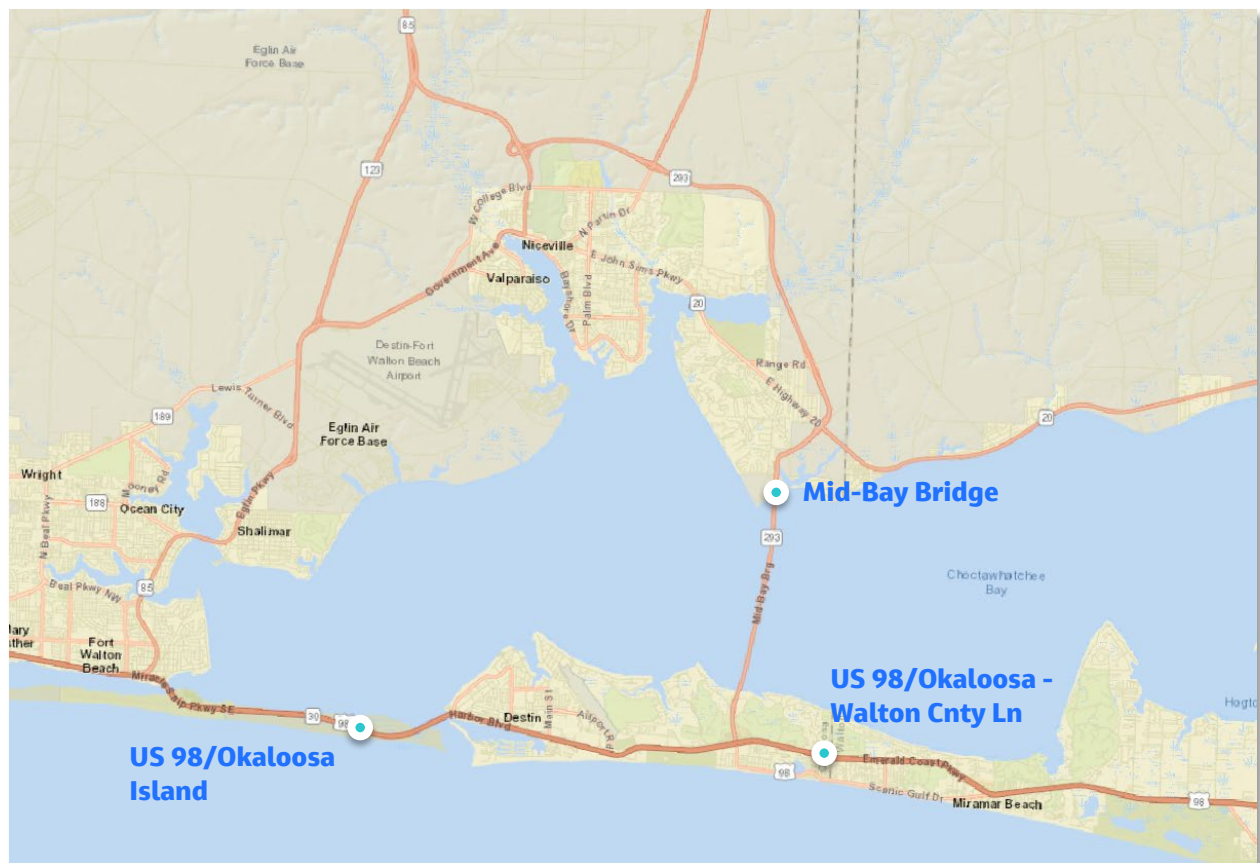 85
Eglin Air
Force Base
123
293
W College Blvd
N Partin Dr
Niceville
Government Ave
E John Sims Pkwy
Valparaiso
Bayshore Dr
Palm Blvd
20
Destin-Fort
Walton Beach
Airport
Range Rd
E Highway 20
Lewis Turner Blvd
189
20
Eglin Air
Force Base
Wright
Mooney Rd
188
Ocean City
Eglin Pkwy
Mid-Bay Bridge
N Beal Pkwy
Shalimar
293
Choctawhatchee
Bay
Beal Pkwy NW
85
Mid-Bay Brg
Mary
Esther
Fort
Walton
Beach
Miracle Strip Pkwy SE
US 98/Okaloosa -
Walton Cnty Ln
30
98
Harbor Blvd
Destin
Main St
Airport Rd
Walton
US 98/Okaloosa
Island
98
Emerald Coast Pkwy
Scenic Gulf Dr
Miramar Beach
98